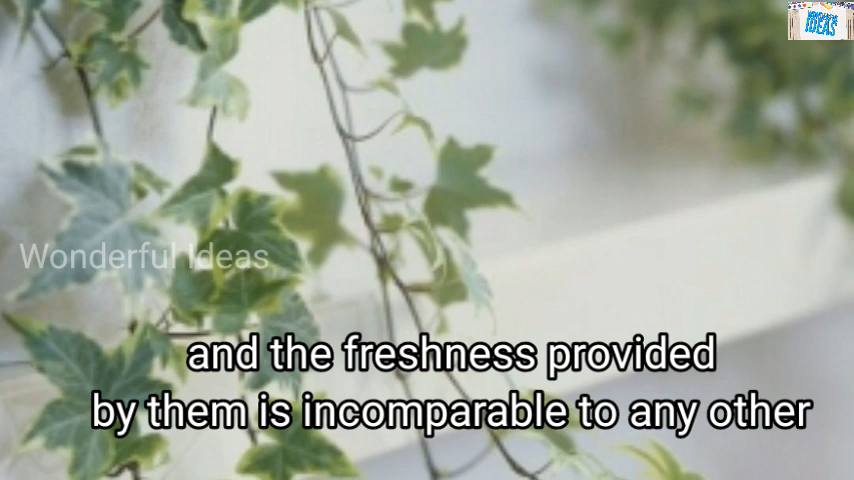 IDEAS
Wonderful Ideas
and the freshness provided
by them is incomparable to any other